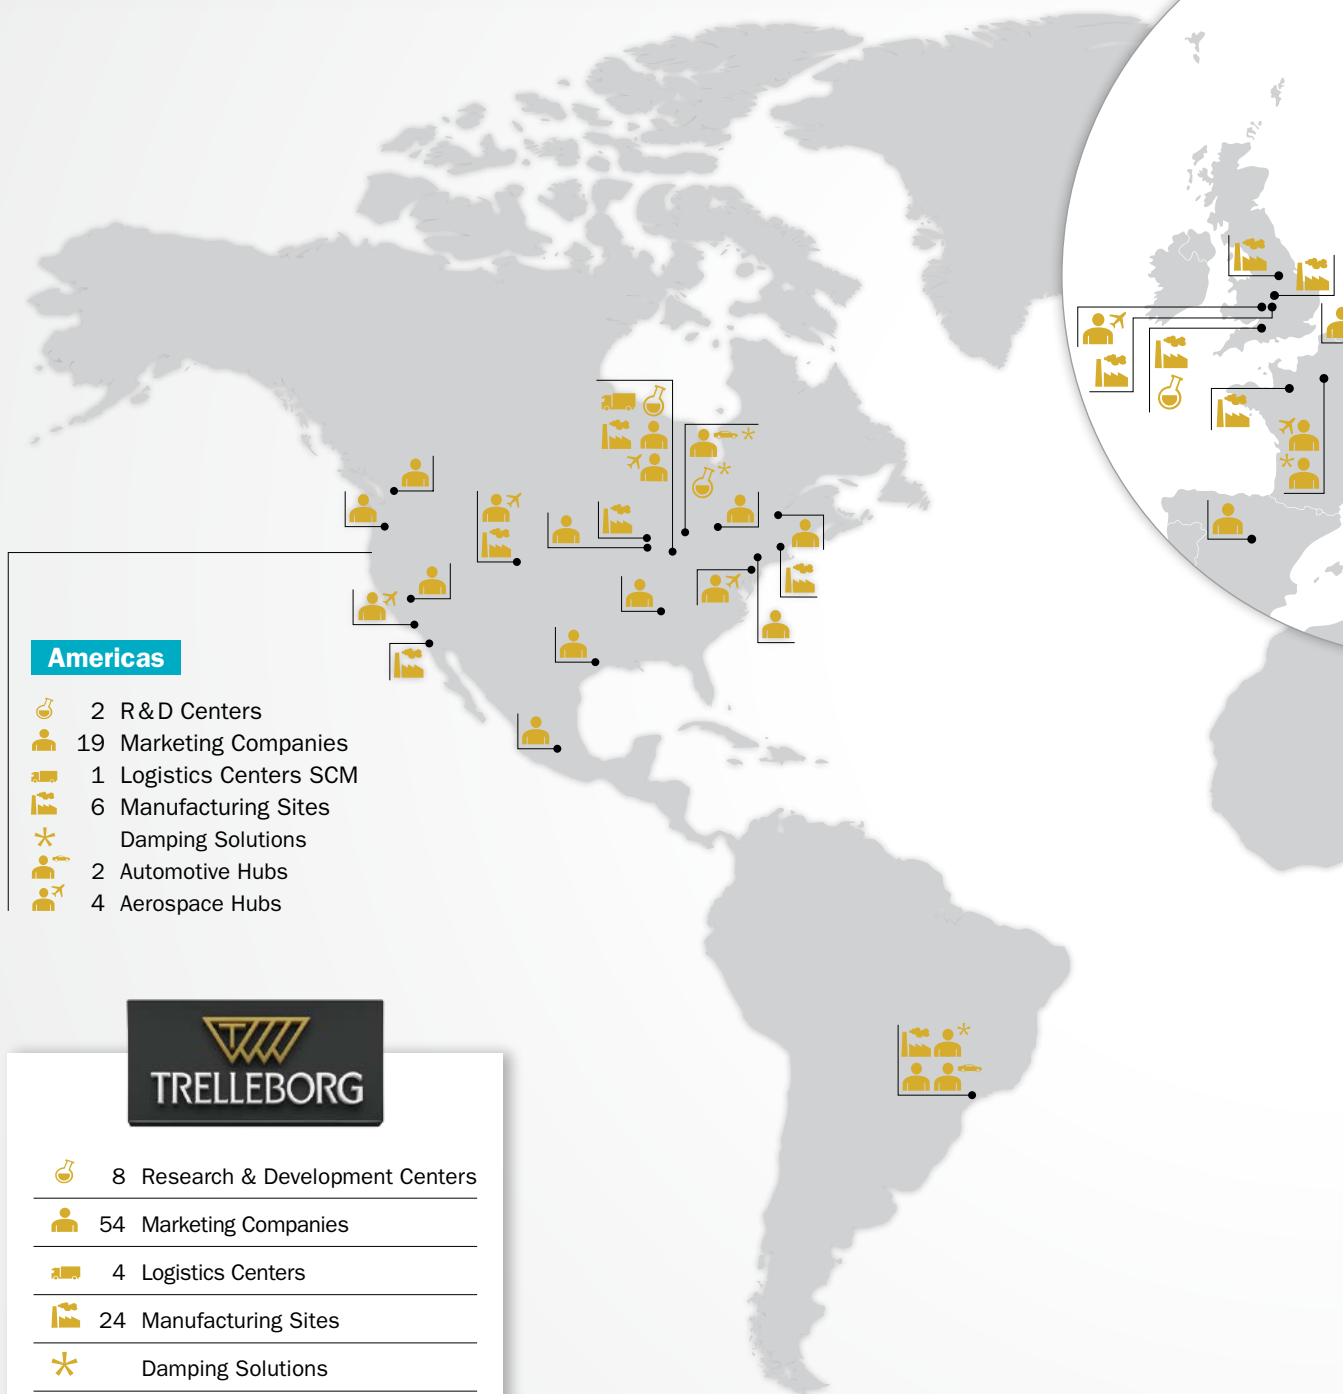 Americas
2 R&D Centers
19 Marketing Companies
1 Logistics Centers SCM
6 Manufacturing Sites
Damping Solutions
2 Automotive Hubs
4 Aerospace Hubs
TRELLEBORG
8 Research & Development Centers
54 Marketing Companies
4 Logistics Centers
24 Manufacturing Sites
Damping Solutions